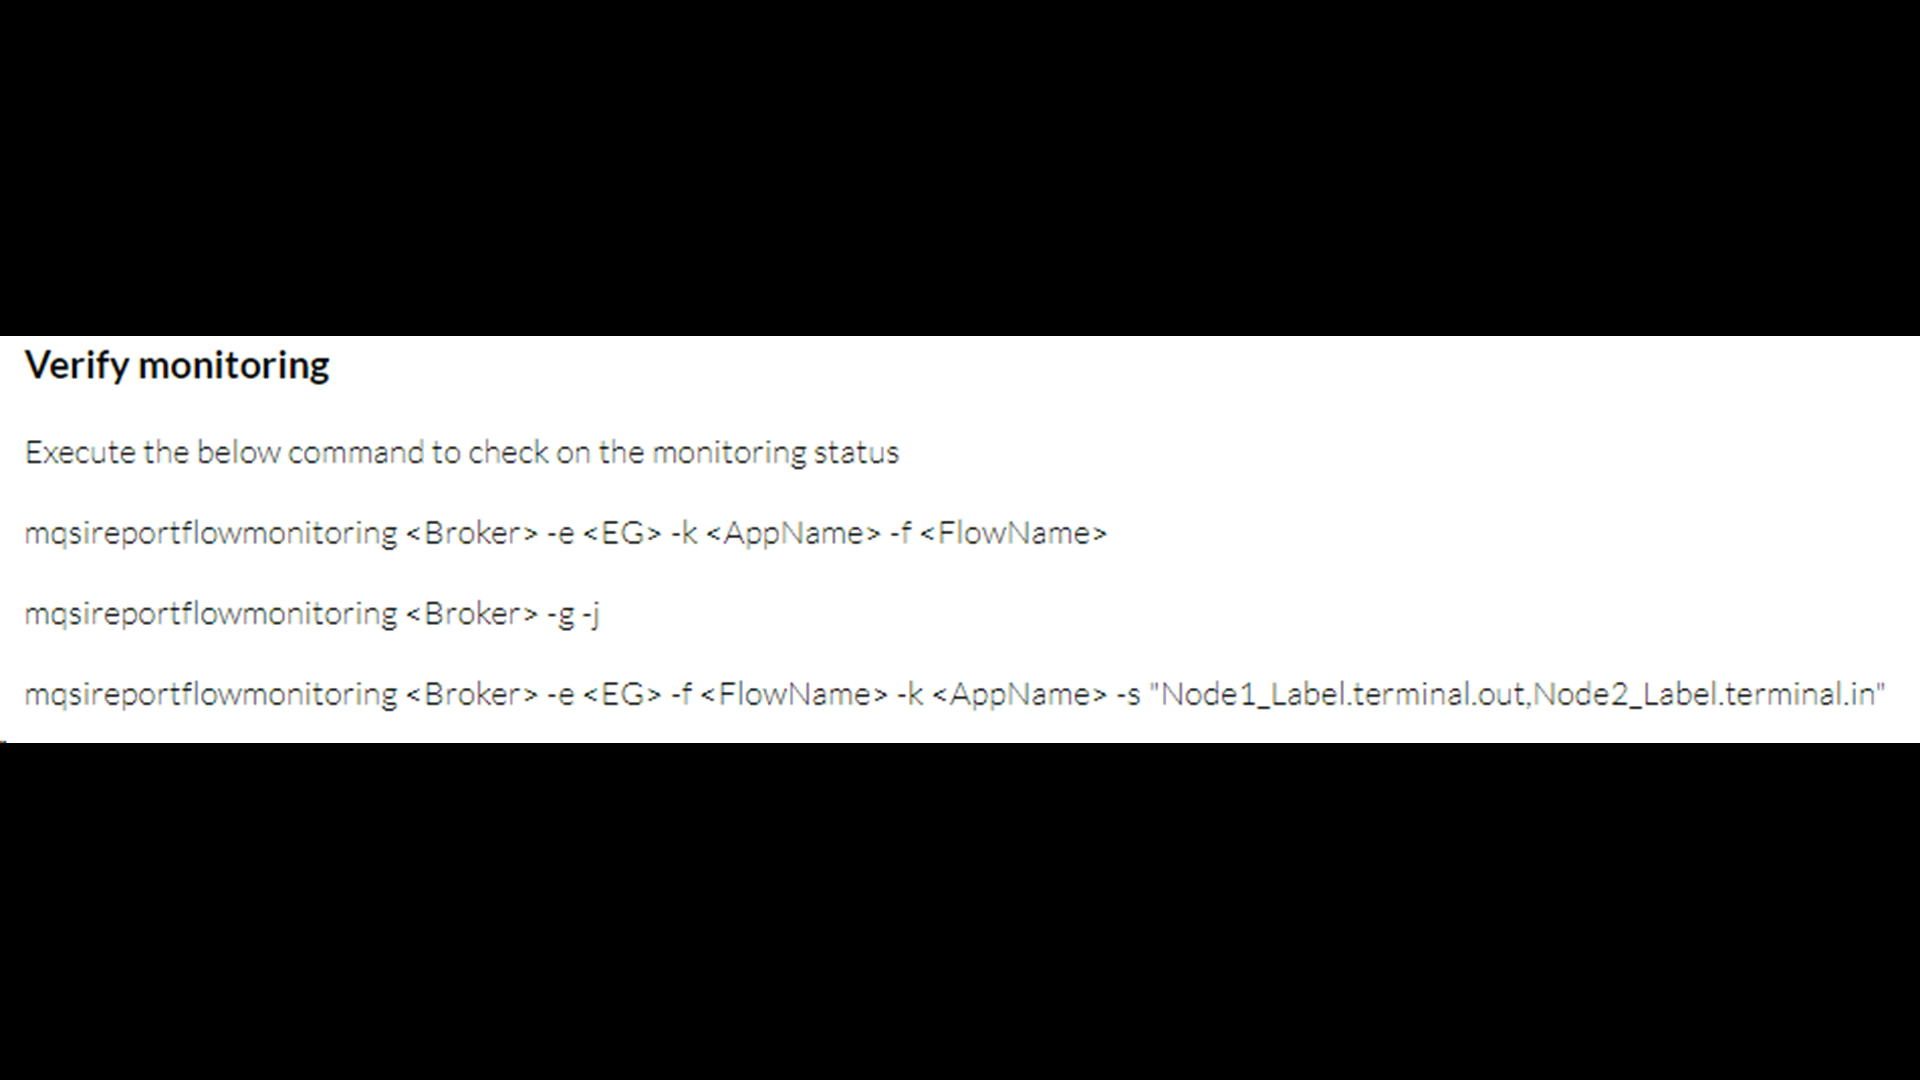 Verify monitoring
Execute the below command to check on the monitoring status
mqsireportflowmonitoring <Broker> -e <EG> -k <AppName> -f <FlowName>
mqsireportflowmonitoring <Broker> -g -j
mqsireportflowmonitoring <Broker> -e <EG> -f <FlowName> -k <AppName> -s "Node1_Label.terminal.out,Node2_Label.terminal.in"